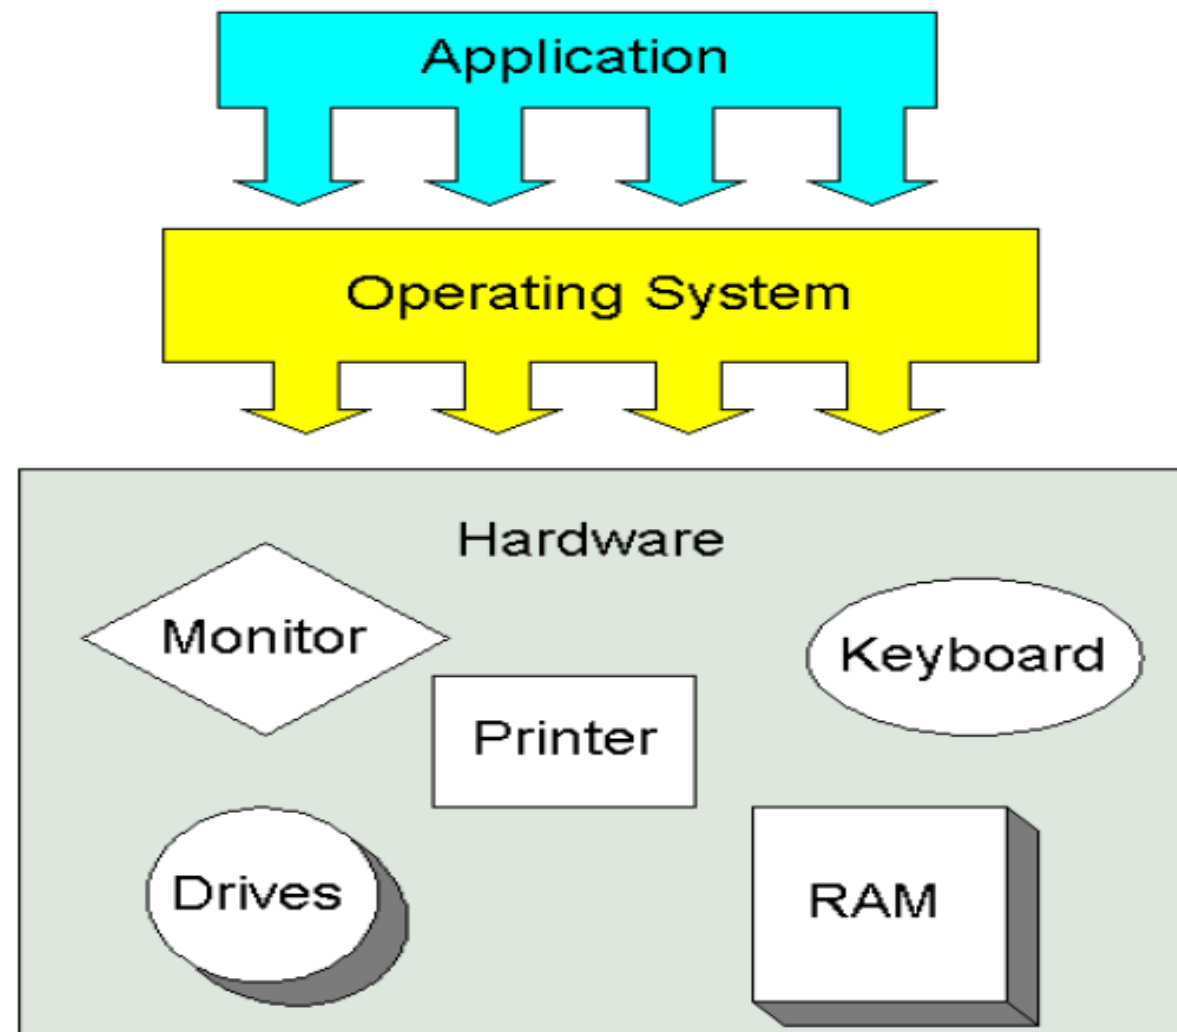 Application
Operating System
Hardware
Monitor
Keyboard
Printer
Drives
RAM